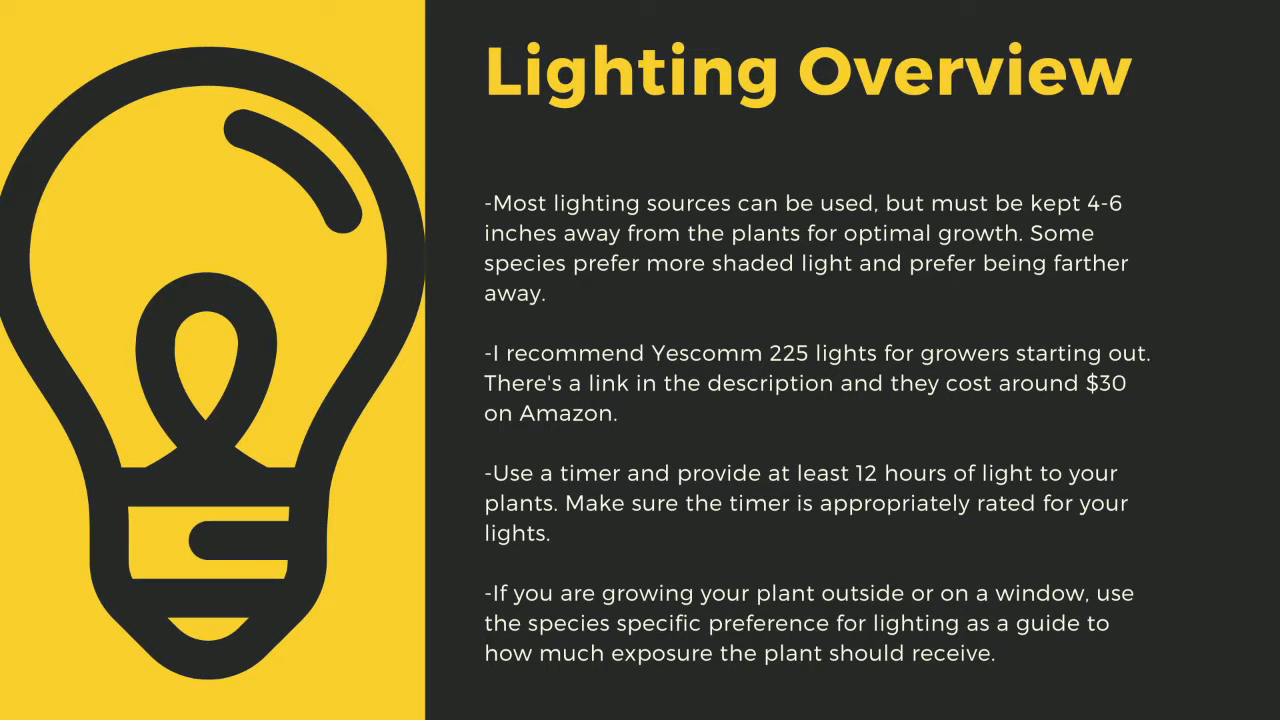 Lighting Overview
-Most lighting sources can be used, but must be kept 4-6
inches away from the plants for optimal growth. Some
species prefer more shaded light and prefer being farther
away.
-I recommend Yescomm 225 lights for growers starting out.
There's a link in the description and they cost around $30
on Amazon.
-Use a timer and provide at least 12 hours of light to your
plants. Make sure the timer is appropriately rated for your
lights.
-If you are growing your plant outside or on a window, use
the species specific preference for lighting as a guide to
how much exposure the plant should receive.